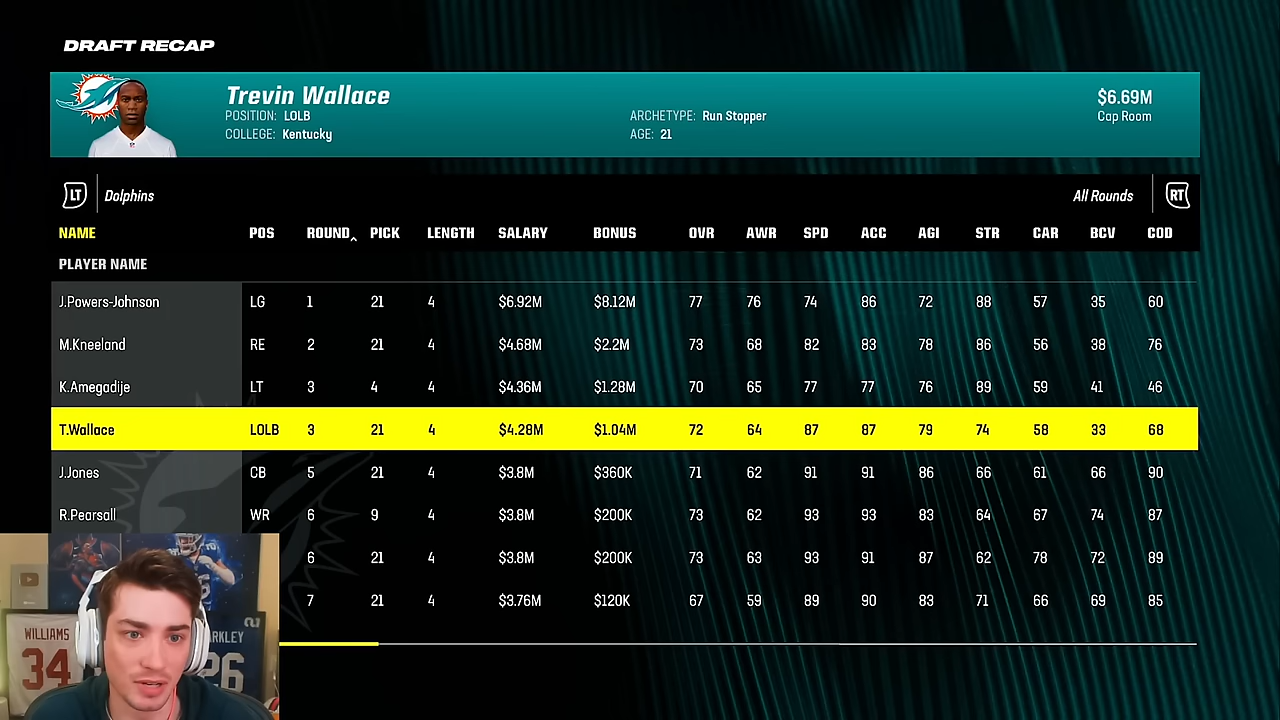 DRAFT RECAP
Trevin Wallace
POSITION: LOLB
COLLEGE: Kentucky
ARCHETYPE: Run Stopper
AGE: 21
$6.69M
Cap Room
LT Dolphins All Rounds RT
NAME POS ROUND PICK LENGTH SALARY BONUS OVR AWR SPD ACC AGI STR CAR BCV COD
PLAYER NAME
J.Powers-Johnson LG 1 21 4 $6.92M $8.12M 77 76 74 86 72 88 57 35 60
M.Kneeland RE 2 21 4 $4.68M $2.2M 73 68 82 83 78 86 56 38 76
K.Amegadjie LT 3 4 4 $4.36M $1.28M 70 65 77 77 76 89 59 41 46
T.Wallace LOLB 3 21 4 $4.28M $1.04M 72 64 87 87 79 74 58 33 68
J.Jones CB 5 21 4 $3.8M $360K 71 62 91 91 86 66 61 66 90
R.Pearsall WR 6 9 4 $3.8M $200K 73 62 93 93 83 64 67 74 87
6 21 4 $3.8M $200K 73 63 93 91 87 62 78 72 89
7 21 4 $3.76M $120K 67 59 89 90 83 71 66 69 85
WILLIAMS
34
ARKLEY
26